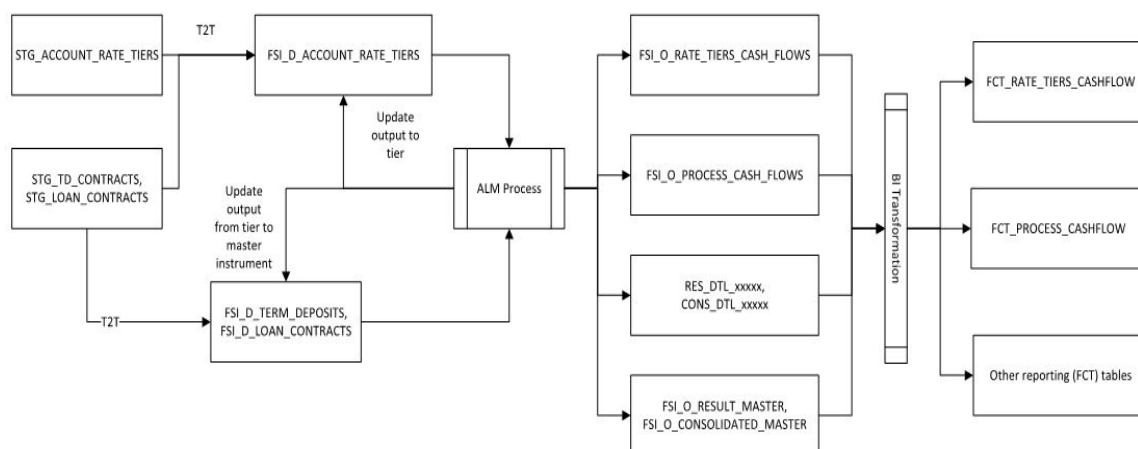 T2T
STG_ACCOUNT_RATE_TIERS
FSI_D_ACCOUNT_RATE_TIERS
FSI_O_RATE_TIERS_CASH_FLOWS
FCT_RATE_TIERS_CASHFLOW
Update
output to
tier
STG_TD_CONTRACTS,
STG_LOAN_CONTRACTS
Update
output
from tier to
master
instrument
ALM Process
FSI_O_PROCESS_CASH_FLOWS
BI Transformation
FCT_PROCESS_CASHFLOW
T2T
FSI_D_TERM_DEPOSITS,
FSI_D_LOAN_CONTRACTS
RES_DTL_xxxxx,
CONS_DTL_xxxxx
FSI_O_RESULT_MASTER,
FSI_O_CONSOLIDATED_MASTER
Other reporting (FCT) tables